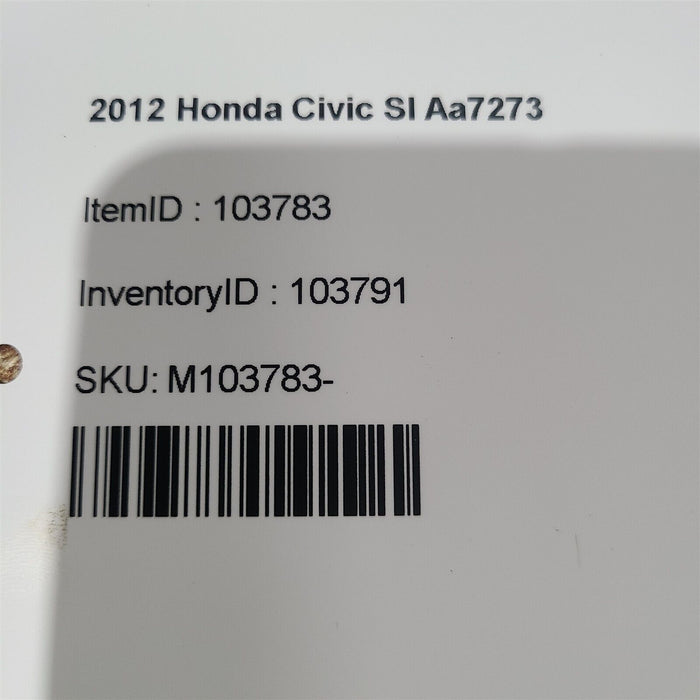 2012 Honda Civic SI Aa7273
ItemID : 103783
InventoryID : 103791
SKU: M103783-